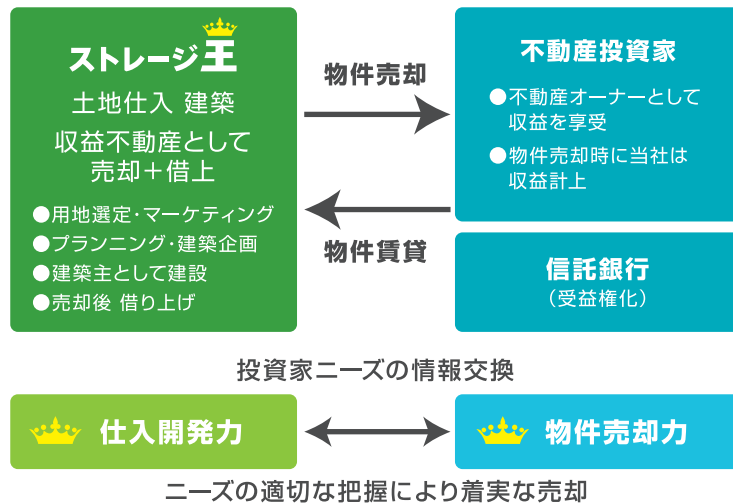 ストレージ王
土地仕入 建築
収益不動産として
売却＋借上
●用地選定・マーケティング
●プランニング・建築企画
●建築主として建設
●売却後 借り上げ
物件売却
物件賃貸
不動産投資家
●不動産オーナーとして
収益を享受
●物件売却時に当社は
収益計上
信託銀行
（受益権化）
投資家ニーズの情報交換
仕入開発力
物件売却力
ニーズの適切な把握により着実な売却